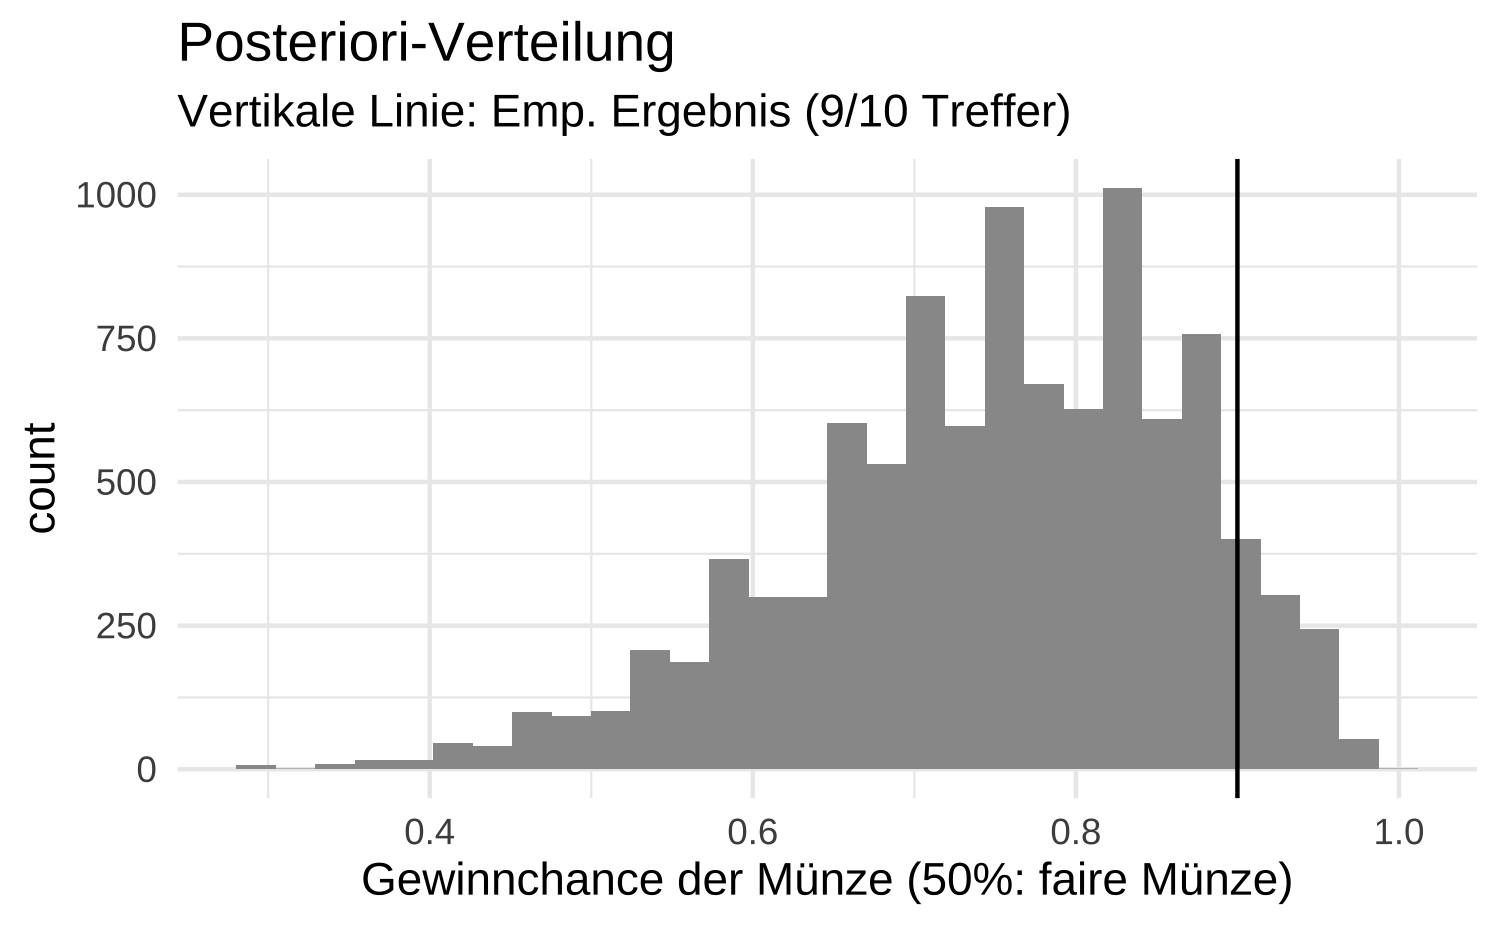 Posteriori-Verteilung
Vertikale Linie: Emp. Ergebnis (9/10 Treffer)
1000
750
500
250
0
count
0.4 0.6 0.8 1.0
Gewinnchance der Münze (50%: faire Münze)